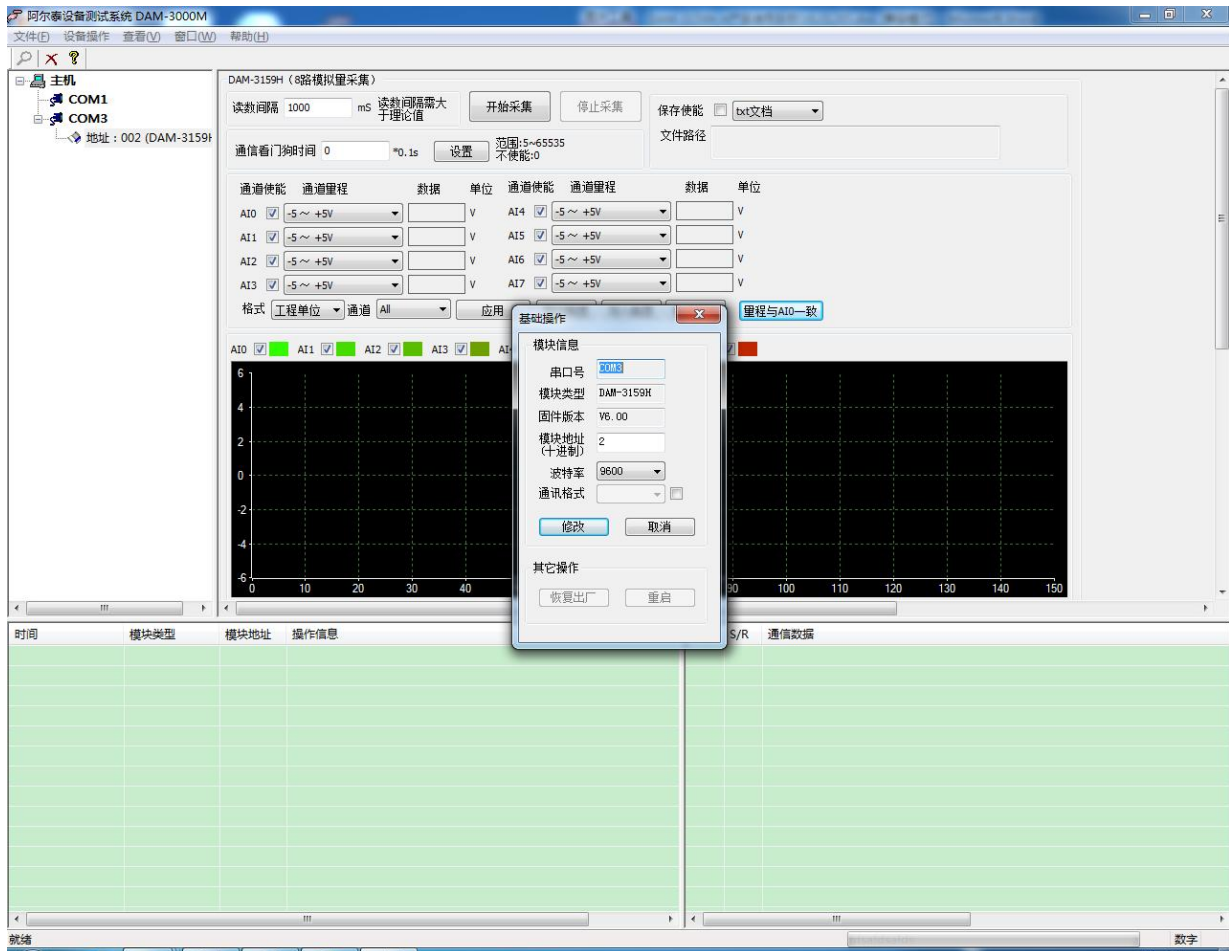 阿尔泰设备测试系统 DAM-3000M
文件(F) 设备操作 查看(V) 窗口(W) 帮助(H)
主机
COM1
COM3
地址：002 (DAM-3159H
DAM-3159H（8路模拟量采集）
读数间隔 1000 mS 读数间隔需大于理论值 开始采集 停止采集
保存使能 txt文档
文件路径
通信看门狗时间 0 *0.1s 设置 范围:5~65535
不使能:0
通道使能 通道里程 数据 单位 通道使能 通道里程 数据 单位
AI0 -5～ +5V V AI4 -5～ +5V V
AI1 -5～ +5V V AI5 -5～ +5V V
AI2 -5～ +5V V AI6 -5～ +5V V
AI3 -5～ +5V V AI7 -5～ +5V V
格式 工程单位 通道 All 应用 里程与AI0一致
AI0 AI1 AI2 AI3
6
4
2
0
-2
-4
-6
0 10 20 30 40 100 110 120 130 140 150
基础操作
模块信息
串口号 COM3
模块类型 DAM-3159H
固件版本 V6.00
模块地址 2
(十进制)
波特率 9600
通讯格式
修改 取消
其它操作
恢复出厂 重启
时间 模块类型 模块地址 操作信息 S/R 通信数据
就绪 数字